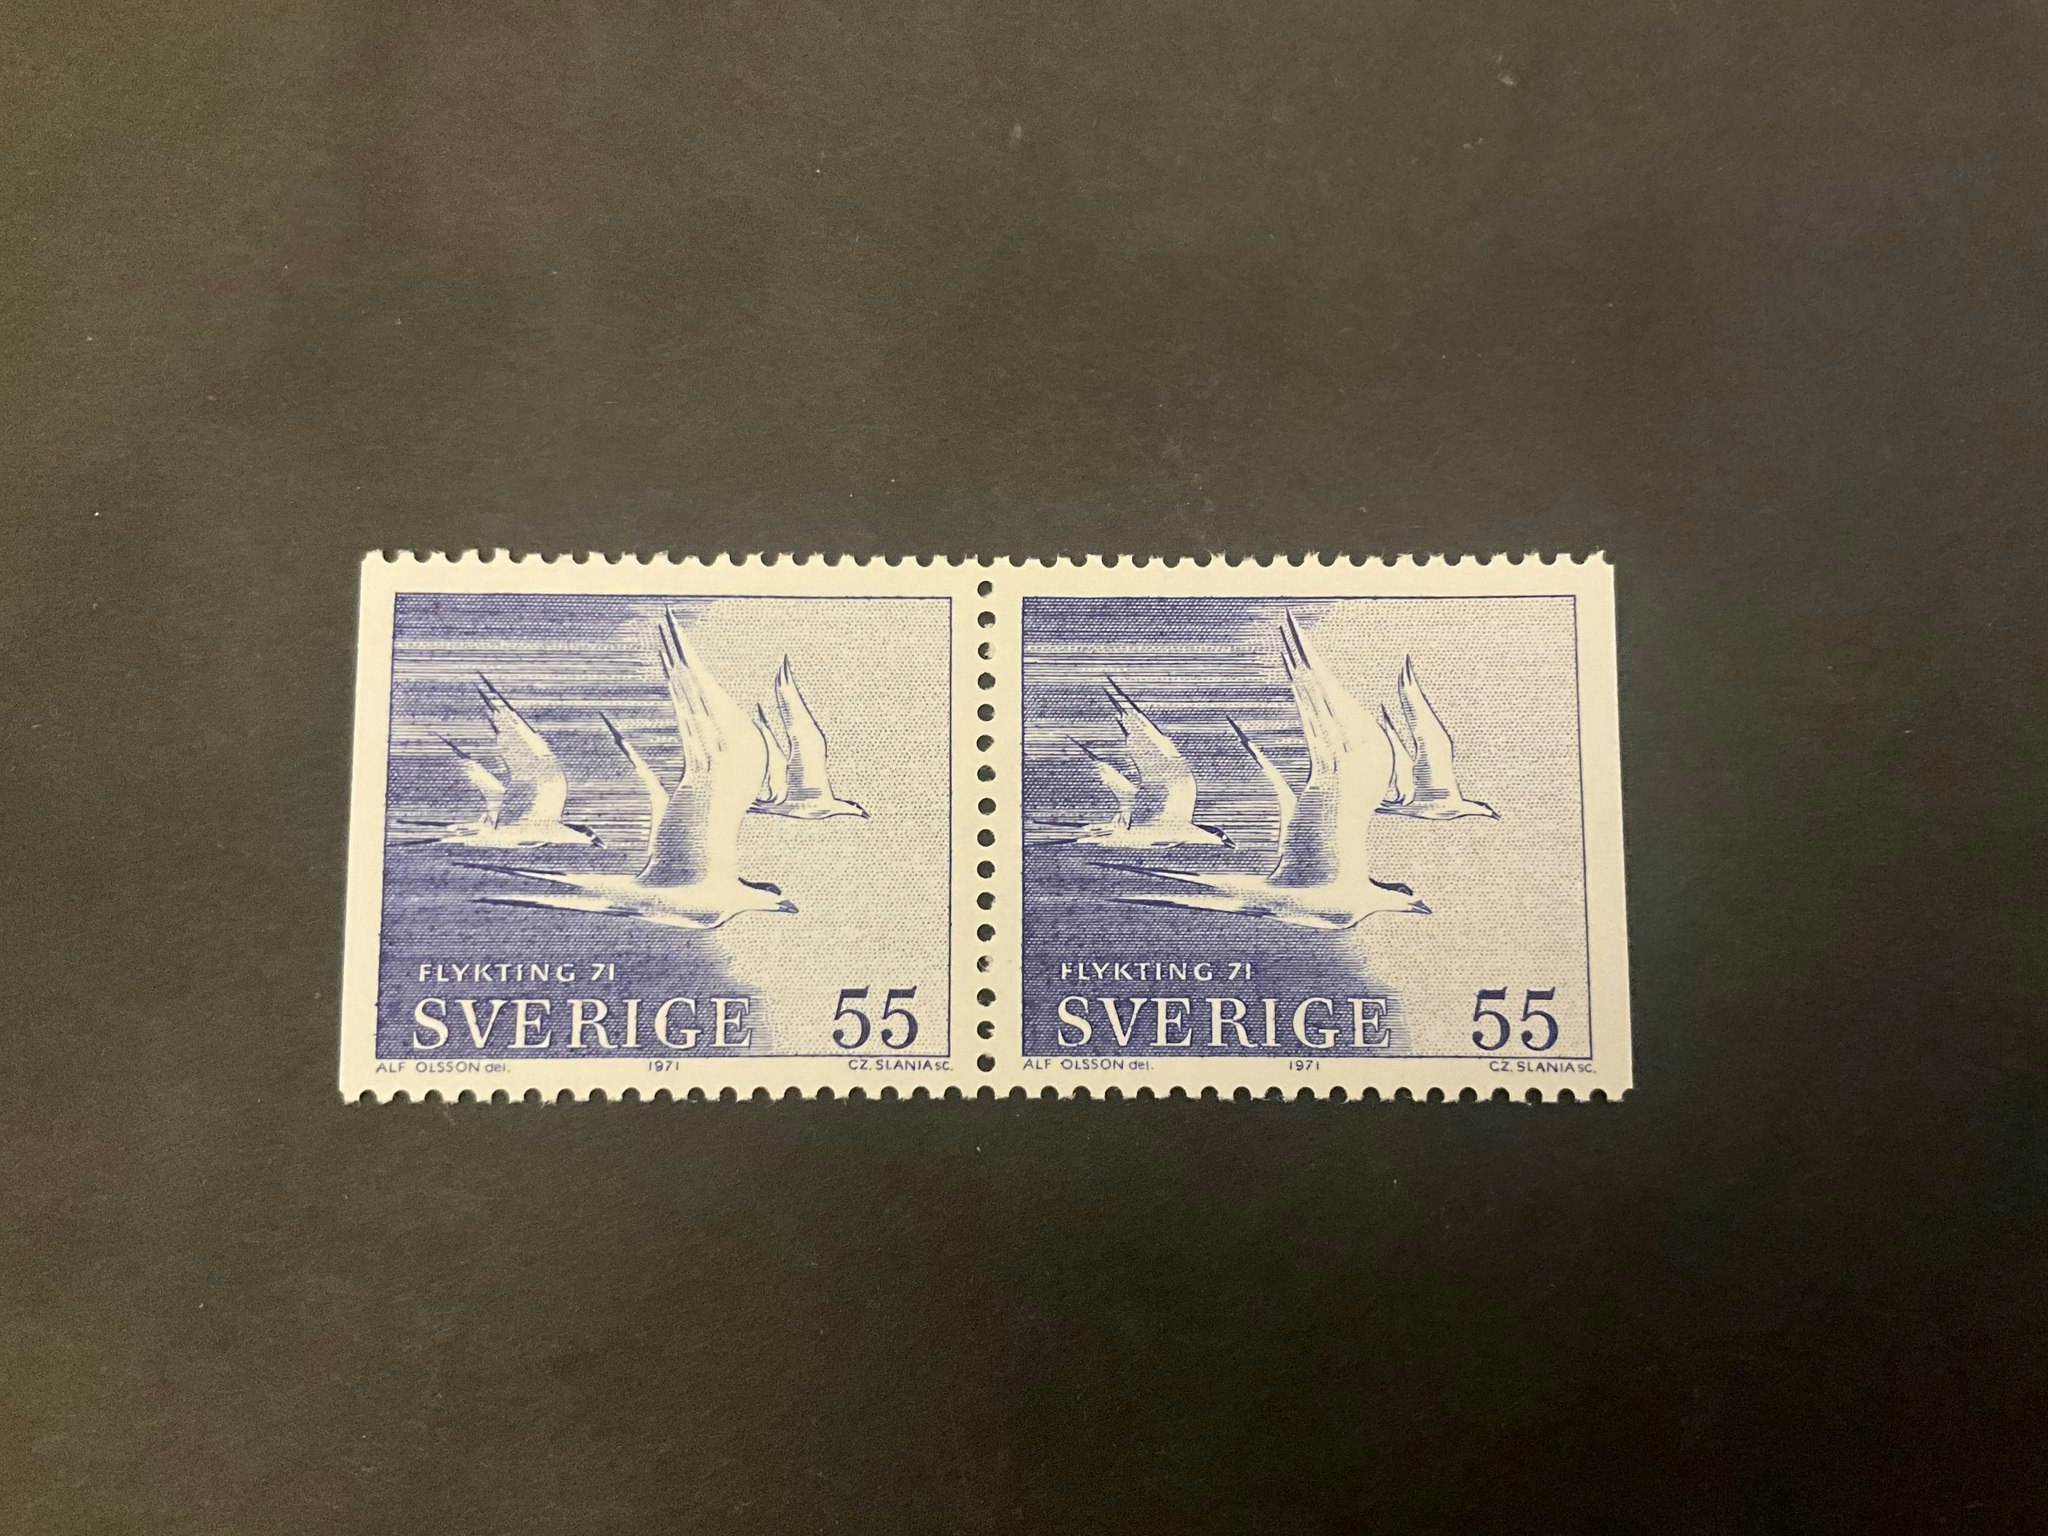 FLYKTING 71
SVERIGE 55
ALF OLSSON del. 1971 CZ. SLANIA sc.
FLYKTING 71
SVERIGE 55
ALF OLSSON del. 1971 CZ. SLANIA sc.